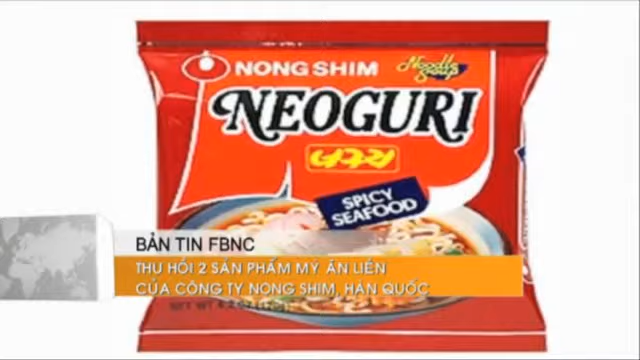 NONG SHIM
Noodle Soup
NEOGURI
너구리
SPICY
SEAFOOD
BẢN TIN FBNC
THU HỒI 2 SẢN PHẨM MỲ ĂN LIỀN
CỦA CÔNG TY NONG SHIM, HÀN QUỐC